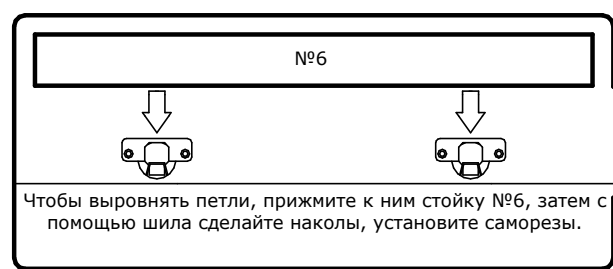 №6
Чтобы выровнять петли, прижмите к ним стойку №6, затем с
помощью шила сделайте наколы, установите саморезы.